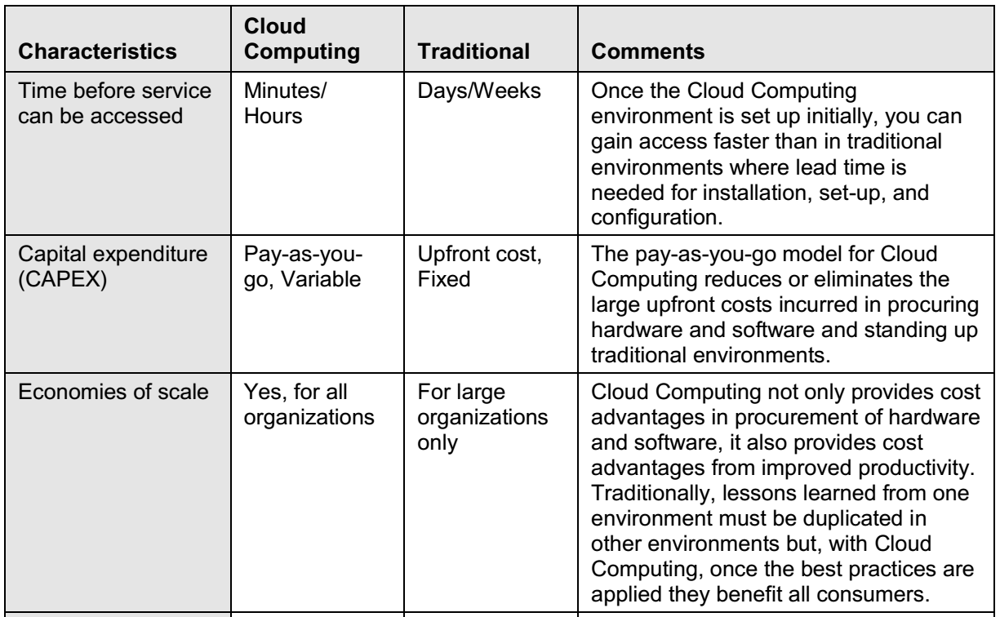 Characteristics
Cloud
Computing
Traditional
Comments
Time before service
can be accessed
Minutes/
Hours
Days/Weeks
Once the Cloud Computing
environment is set up initially, you can
gain access faster than in traditional
environments where lead time is
needed for installation, set-up, and
configuration.
Capital expenditure
(CAPEX)
Pay-as-you-
go, Variable
Upfront cost,
Fixed
The pay-as-you-go model for Cloud
Computing reduces or eliminates the
large upfront costs incurred in procuring
hardware and software and standing up
traditional environments.
Economies of scale
Yes, for all
organizations
For large
organizations
only
Cloud Computing not only provides cost
advantages in procurement of hardware
and software, it also provides cost
advantages from improved productivity.
Traditionally, lessons learned from one
environment must be duplicated in
other environments but, with Cloud
Computing, once the best practices are
applied they benefit all consumers.